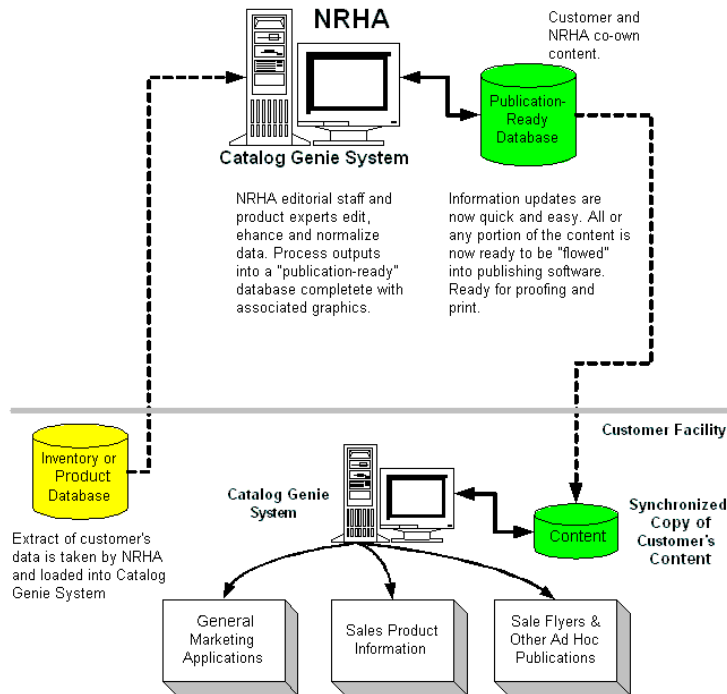 NRHA
Customer and
NRHA co-own
content.
Publication-
Ready
Database
Catalog Genie System
NRHA editorial staff and
product experts edit,
ehance and normalize
data. Process outputs
into a "publication-ready"
database completete with
associated graphics.
Information updates are
now quick and easy. All or
any portion of the content is
now ready to be "flowed"
into publishing software.
Ready for proofing and
print.
Customer Facility
Inventory or
Product
Database
Extract of customer's
data is taken by NRHA
and loaded into Catalog
Genie System
Catalog Genie
System
Content
Synchronized
Copy of
Customer's
Content
General
Marketing
Applications
Sales Product
Information
Sale Flyers &
Other Ad Hoc
Publications